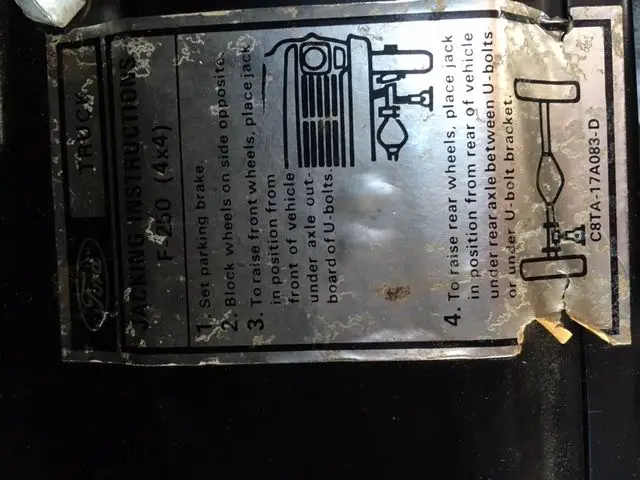 Ford TRUCK
JACKING INSTRUCTIONS
F-250 (4x4)
1. Set parking brake.
2. Block wheels on side opposite.
3. To raise front wheels, place jack
in position from
front of vehicle
under axle out-
board of U-bolts.
4. To raise rear wheels, place jack
in position from rear of vehicle
under rear axle between U-bolts
or under U-bolt bracket.
C8TA-17A083-D